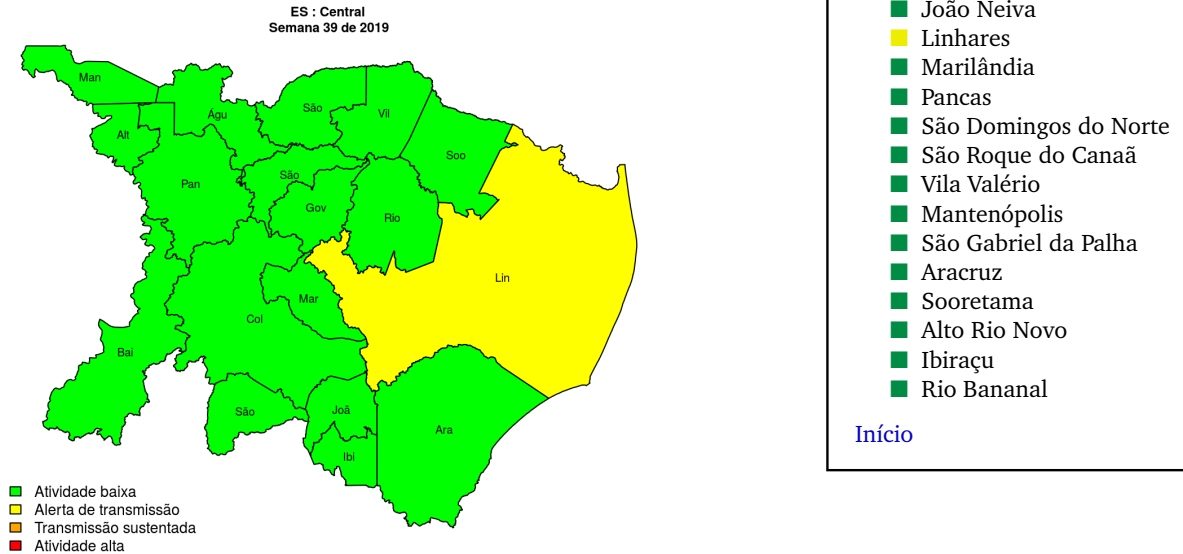 ES : Central
Semana 39 de 2019
Man
Águ
São
Vil
Alt
Soo
Pan
São
Gov
Rio
Lin
Mar
Col
Bai
São
Joã
Ara
Ibi
Atividade baixa
Alerta de transmissão
Transmissão sustentada
Atividade alta
João Neiva
Linhares
Marilândia
Pancas
São Domingos do Norte
São Roque do Canaã
Vila Valério
Mantenópolis
São Gabriel da Palha
Aracruz
Sooretama
Alto Rio Novo
Ibiraçu
Rio Bananal
Início